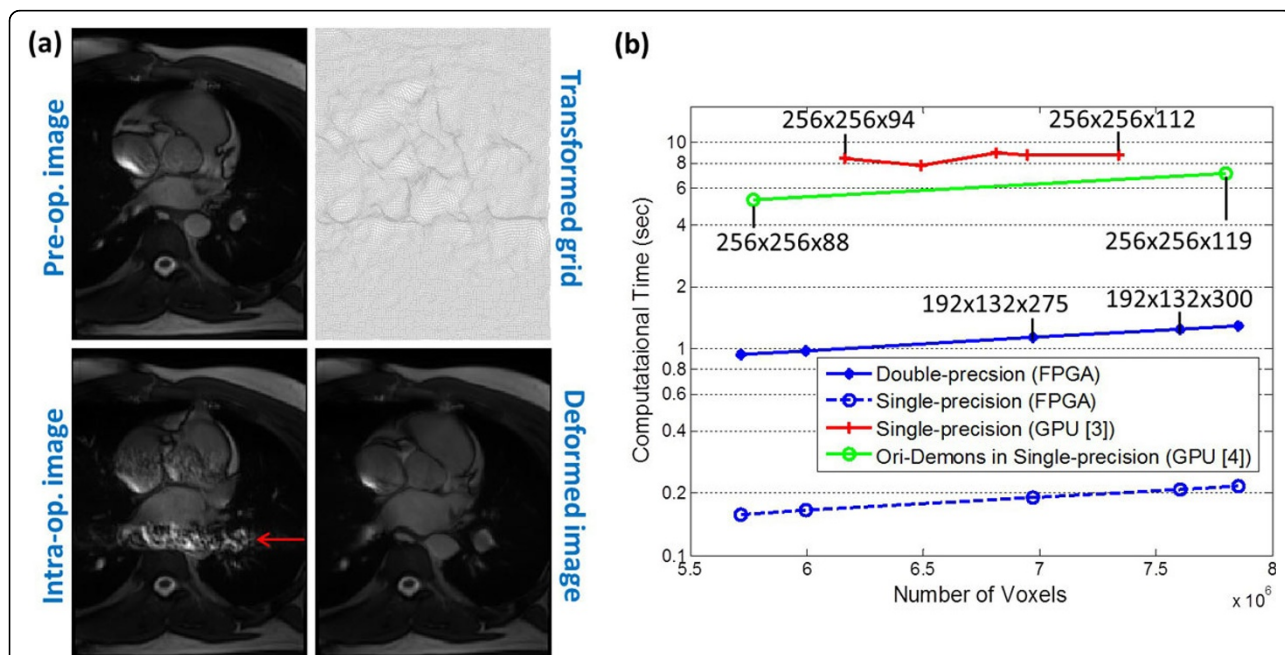 (a)
Pre-op. image
Transformed grid
Intra-op. image
Deformed image
(b)
Computataional Time (sec)
10
8
6
4
2
1
0.8
0.6
0.4
0.2
0.1
256x256x94
256x256x112
256x256x88
256x256x119
192x132x275
192x132x300
Double-precsion (FPGA)
Single-precision (FPGA)
Single-precision (GPU [3])
Ori-Demons in Single-precision (GPU [4])
5.5
6
6.5
7
7.5
8
Number of Voxels
x 10⁶